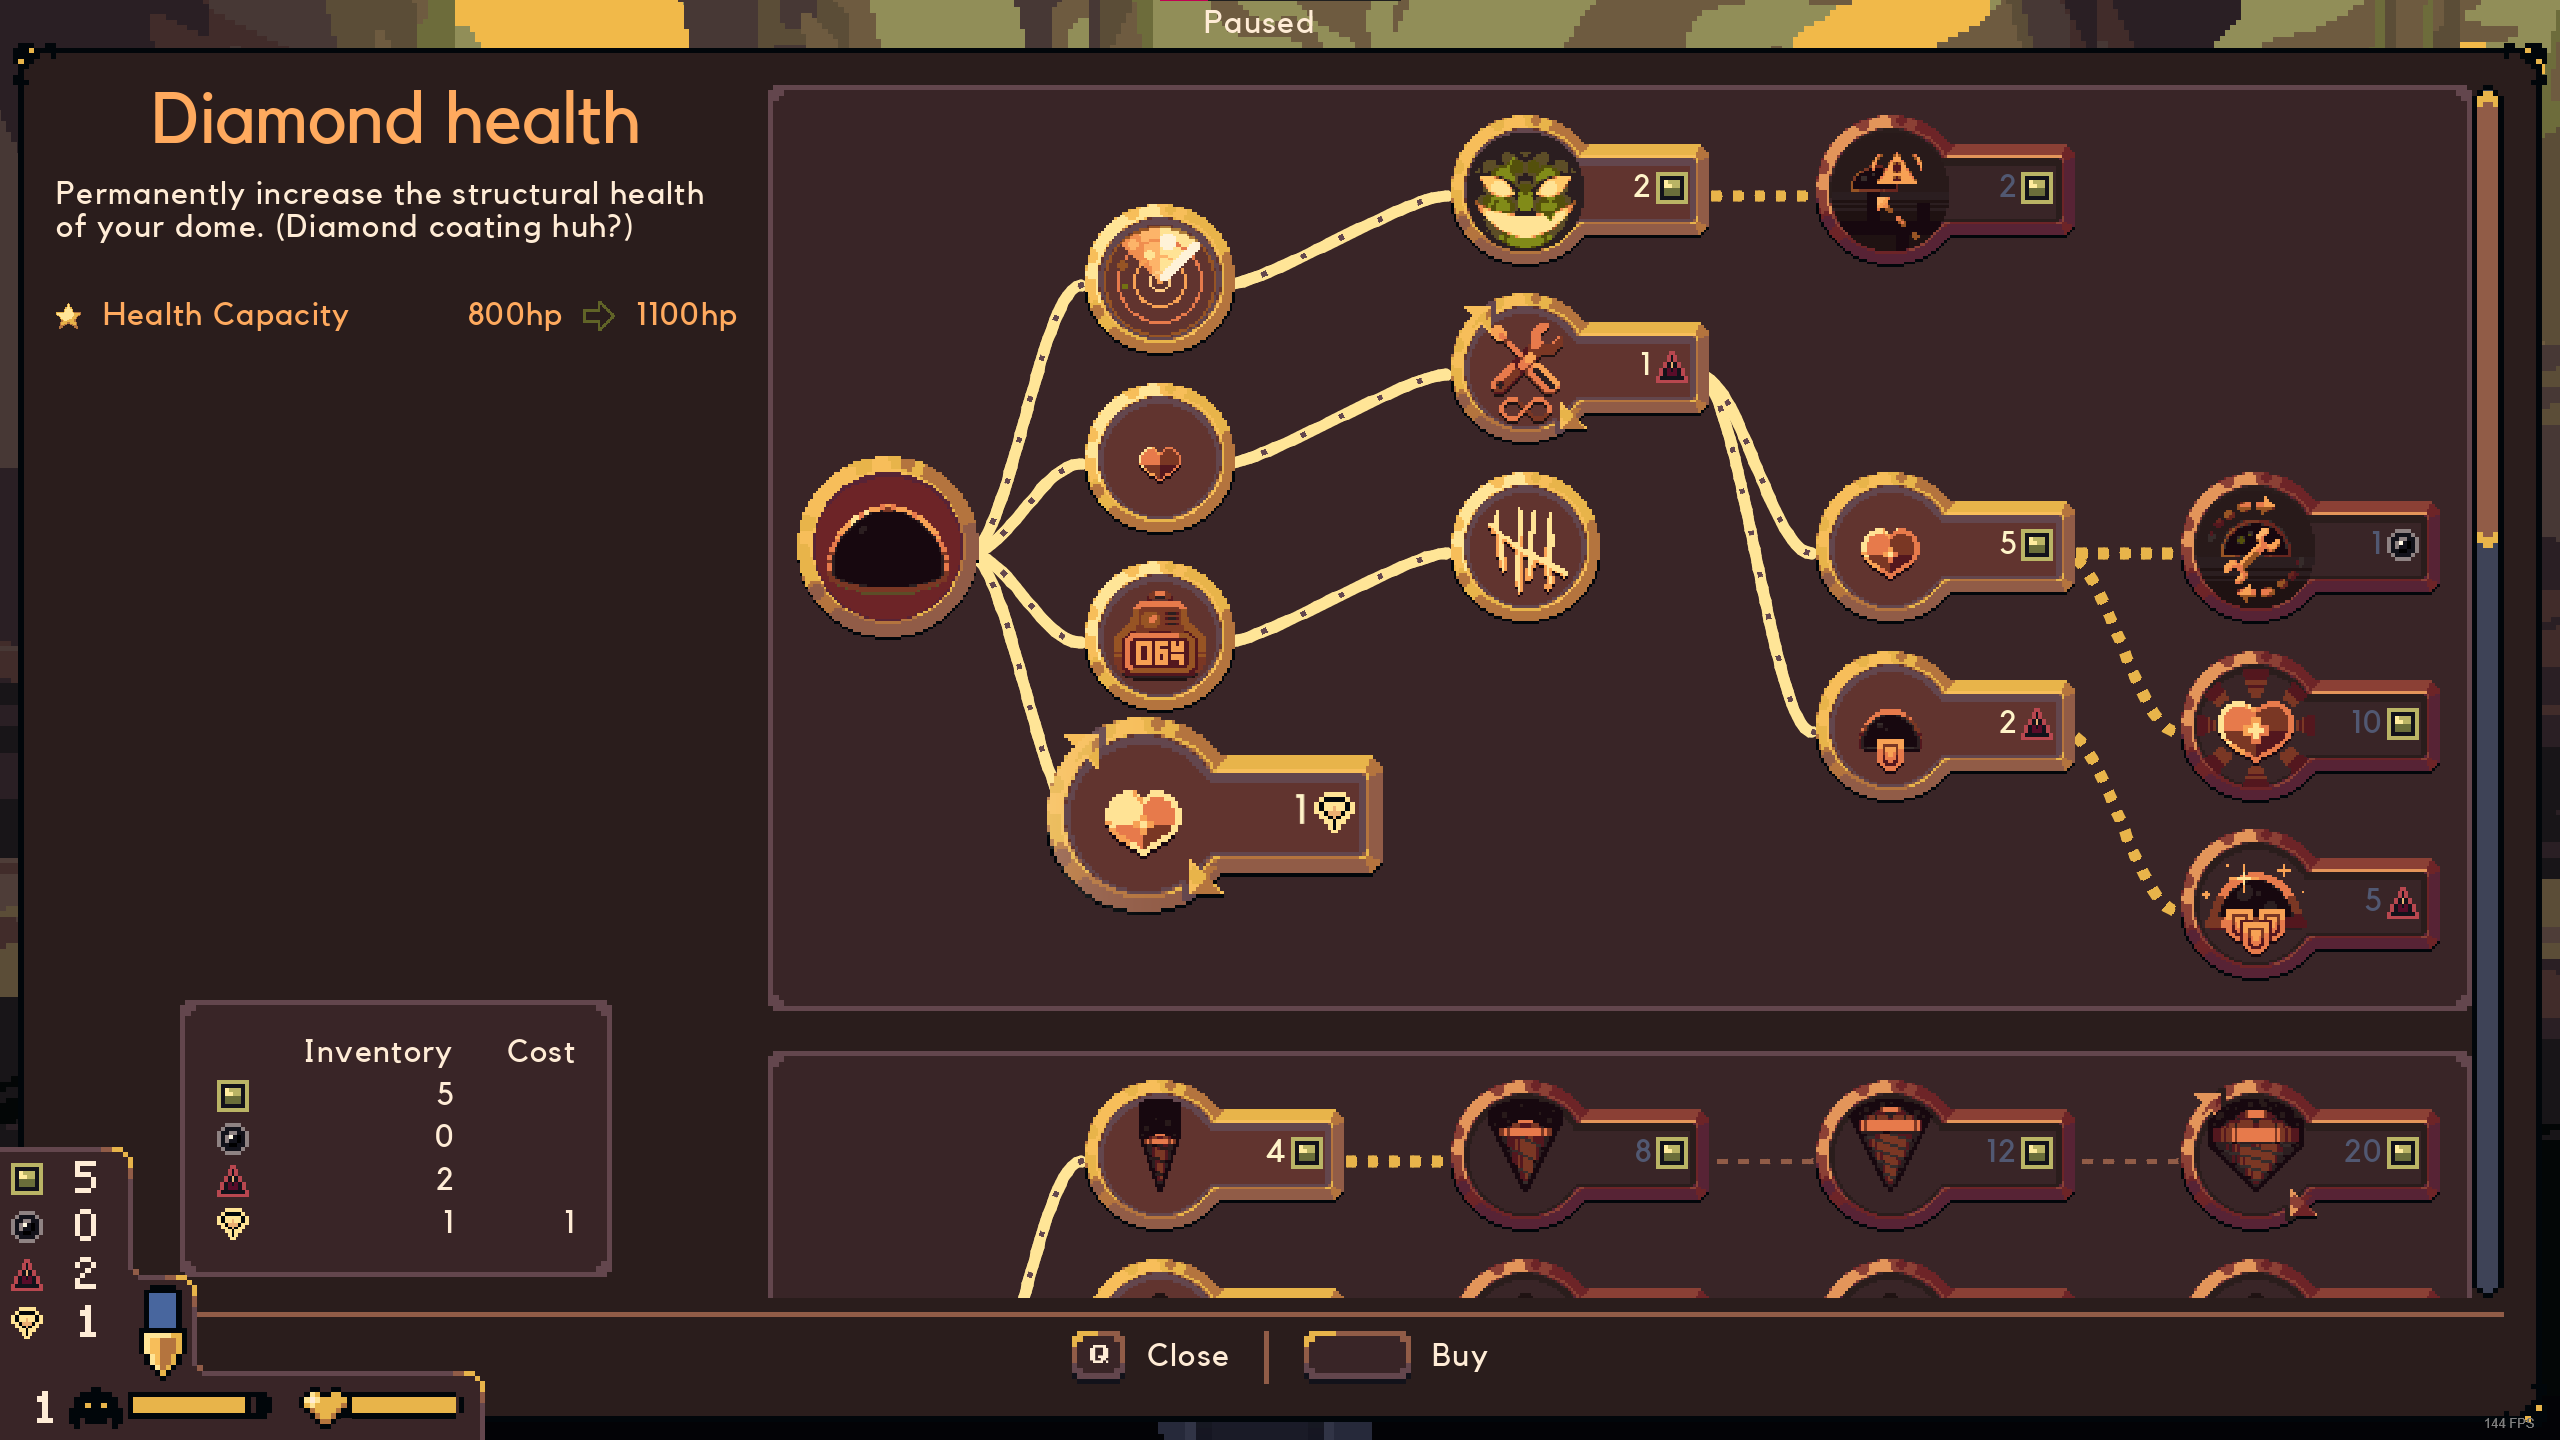 Paused
Diamond health
Permanently increase the structural health
of your dome. (Diamond coating huh?)
Health Capacity 800hp 1100hp
2 2
1
064
5 1
2 10
1
5
Inventory Cost
5
0
2
1 1
4 8 12 20
5
0
2
1
Q Close Buy
1
144 FPS